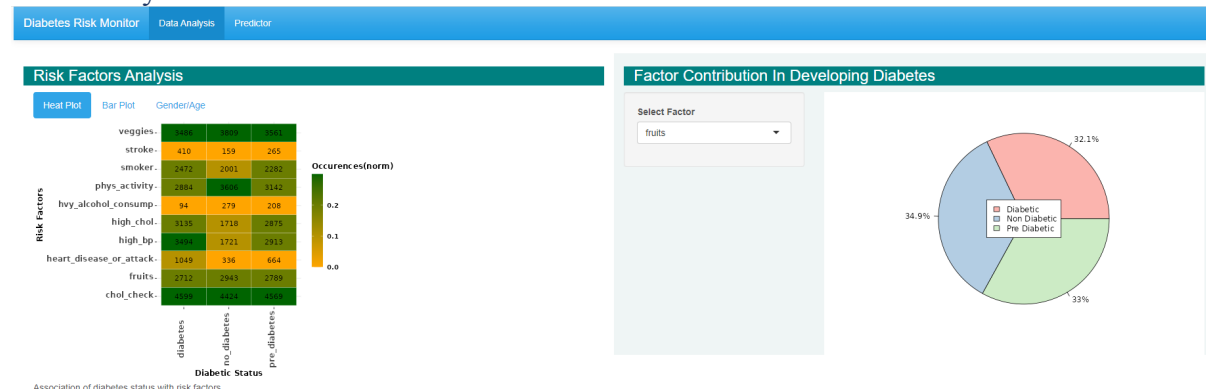 Diabetes Risk Monitor Data Analysis Predictor
Risk Factors Analysis
Heat Plot Bar Plot Gender/Age
veggies 3486 3809 3561
stroke 410 159 265
smoker 2472 2001 2282
phys_activity 2884 3606 3142
hvy_alcohol_consump 94 279 208
high_chol 3135 1718 2875
high_bp 3494 1721 2913
heart_disease_or_attack 1049 336 664
fruits 2712 2943 2789
chol_check 4599 4424 4569
Risk Factors
diabetes no_diabetes pre_diabetes
Diabetic Status
Occurences(norm)
0.2
0.1
0.0
Association of diabetes status with risk factors
Factor Contribution In Developing Diabetes
Select Factor
fruits
32.1%
34.9%
Diabetic
Non Diabetic
Pre Diabetic
33%